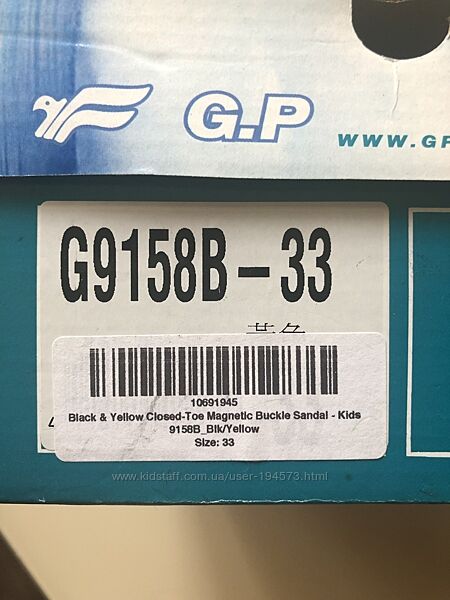 G.P
WWW.GP
G9158B-33
10691945
Black & Yellow Closed-Toe Magnetic Buckle Sandal - Kids
9158B_Blk/Yellow
Size: 33
www.kidstaff.com.ua/user-194573.html